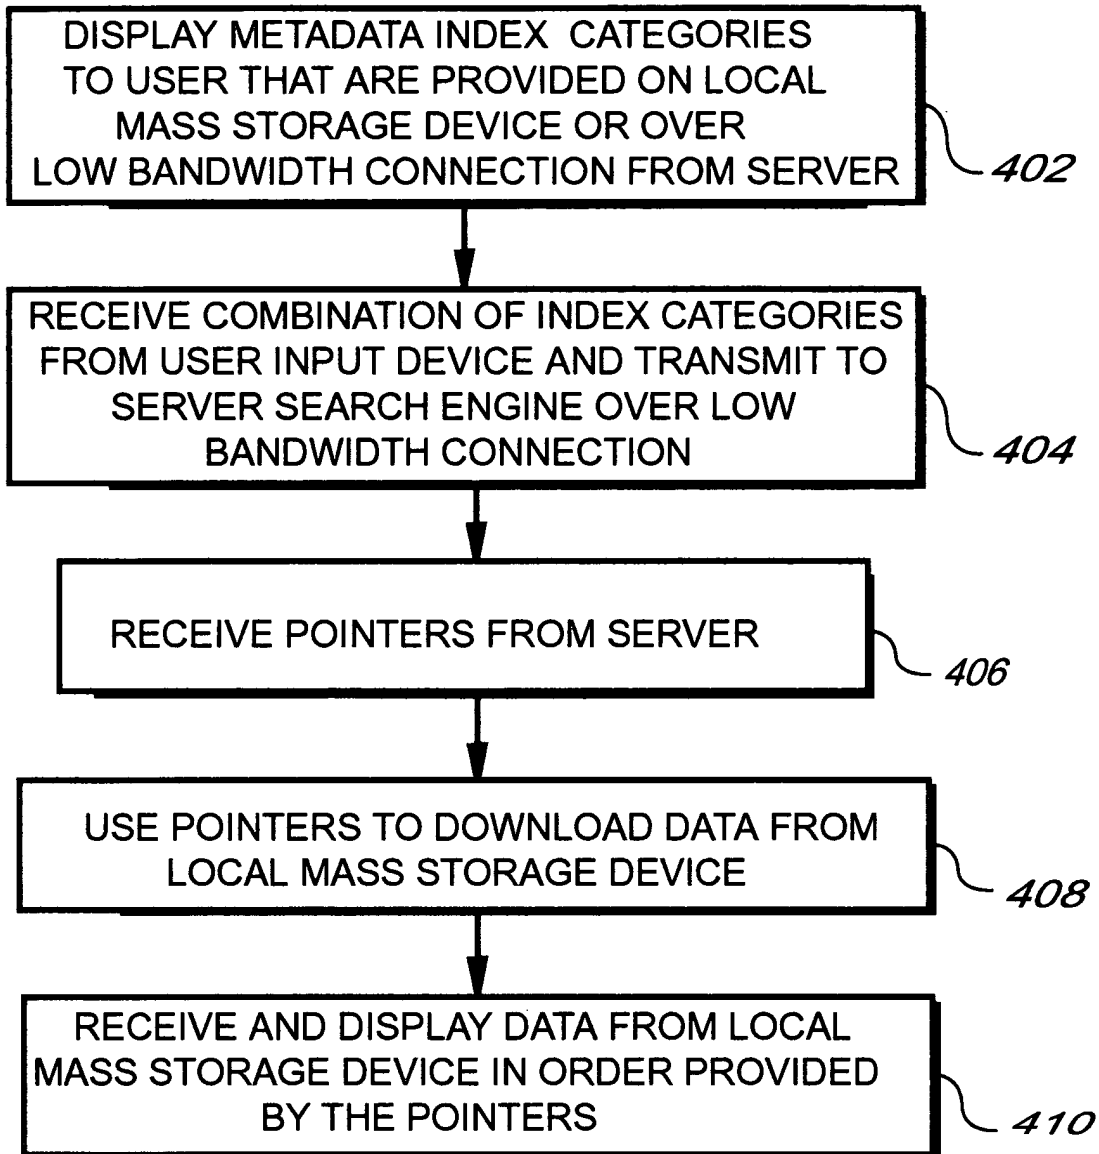 DISPLAY METADATA INDEX CATEGORIES
TO USER THAT ARE PROVIDED ON LOCAL
MASS STORAGE DEVICE OR OVER
LOW BANDWIDTH CONNECTION FROM SERVER
402
RECEIVE COMBINATION OF INDEX CATEGORIES
FROM USER INPUT DEVICE AND TRANSMIT TO
SERVER SEARCH ENGINE OVER LOW
BANDWIDTH CONNECTION
404
RECEIVE POINTERS FROM SERVER
406
USE POINTERS TO DOWNLOAD DATA FROM
LOCAL MASS STORAGE DEVICE
408
RECEIVE AND DISPLAY DATA FROM LOCAL
MASS STORAGE DEVICE IN ORDER PROVIDED
BY THE POINTERS
410